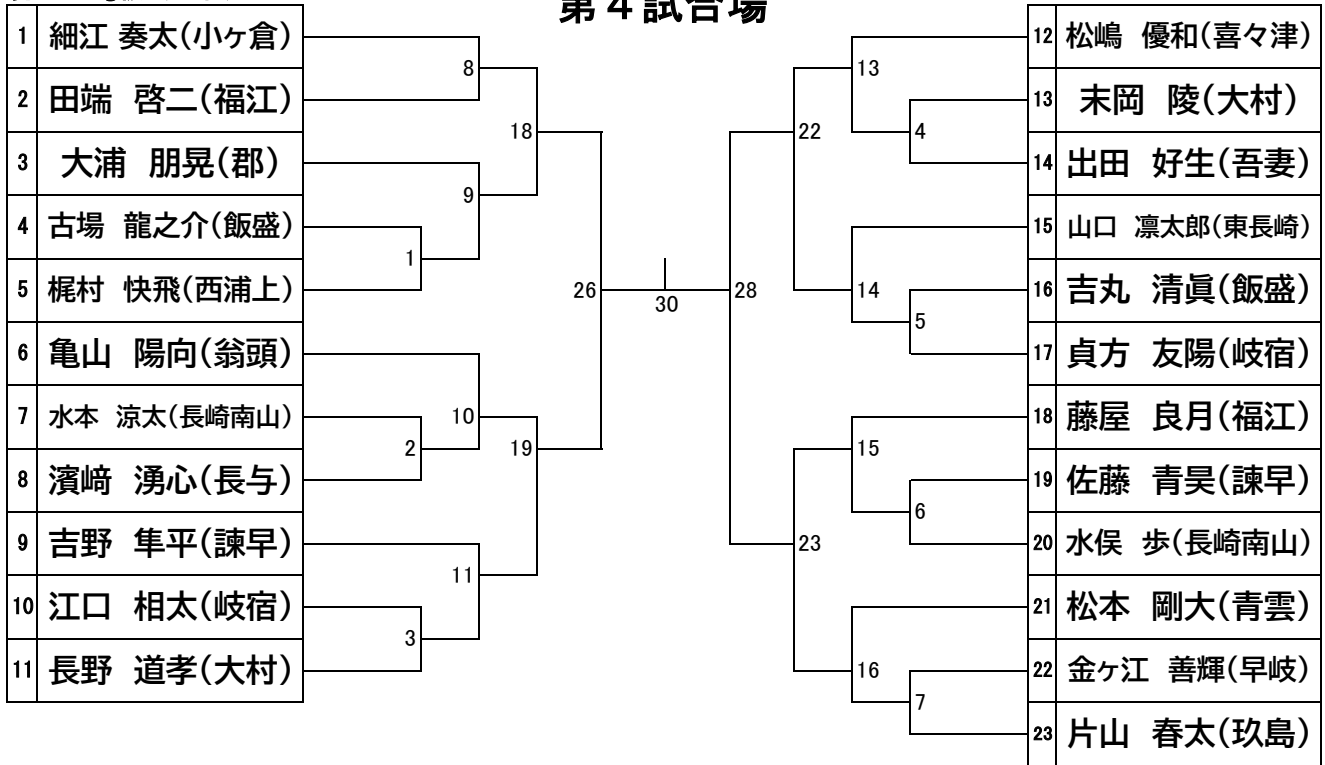 第４試合場
1 細江 奏太(小ヶ倉)
2 田端 啓二(福江)
3 大浦 朋晃(郡)
4 古場 龍之介(飯盛)
5 梶村 快飛(西浦上)
6 亀山 陽向(翁頭)
7 水本 涼太(長崎南山)
8 濱﨑 湧心(長与)
9 吉野 隼平(諫早)
10 江口 相太(岐宿)
11 長野 道孝(大村)
8
18
9
1
26
10
2
19
11
3
30
28
13
22
4
14
5
15
6
23
16
7
12 松嶋 優和(喜々津)
13 末岡 陵(大村)
14 出田 好生(吾妻)
15 山口 凛太郎(東長崎)
16 吉丸 清眞(飯盛)
17 貞方 友陽(岐宿)
18 藤屋 良月(福江)
19 佐藤 青昊(諫早)
20 水俣 歩(長崎南山)
21 松本 剛大(青雲)
22 金ヶ江 善輝(早岐)
23 片山 春太(玖島)